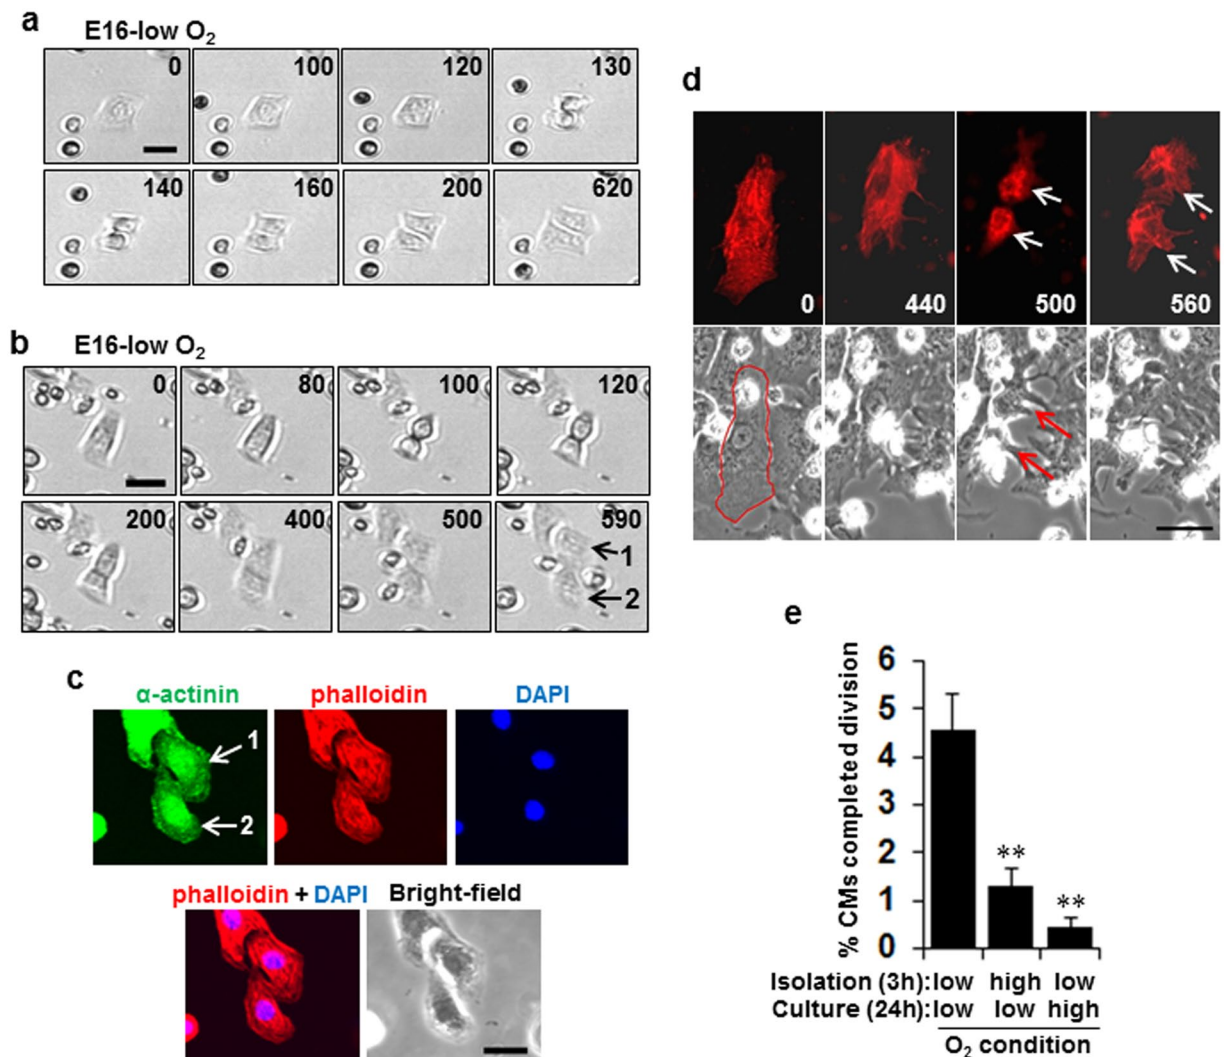 a
E16-low O₂
0 100 120 130
140 160 200 620
b
E16-low O₂
0 80 100 120
200 400 500 590
1
2
c
α-actinin phalloidin DAPI
1
2
phalloidin + DAPI Bright-field
d
0 440 500 560
e
% CMs completed division
6
5
4
3
2
1
0
**
**
Isolation (3h): low high low
Culture (24h): low low high
O₂ condition